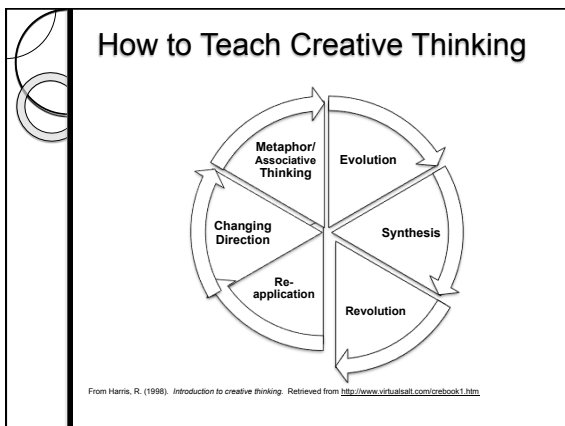 How to Teach Creative Thinking
Metaphor/
Associative
Thinking
Evolution
Changing
Direction
Synthesis
Re-
application
Revolution
From Harris, R. (1998). Introduction to creative thinking. Retrieved from http://www.virtualsalt.com/crebook1.htm